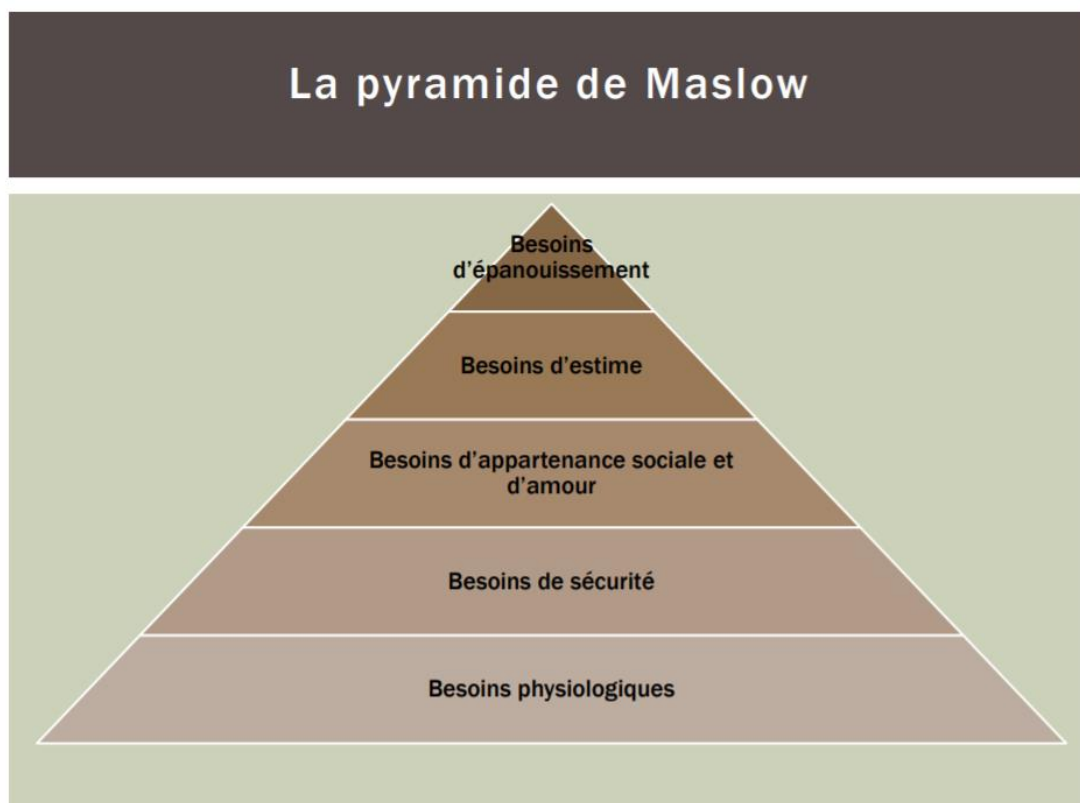 La pyramide de Maslow
Besoins
d’épanouissement
Besoins d’estime
Besoins d’appartenance sociale et
d’amour
Besoins de sécurité
Besoins physiologiques